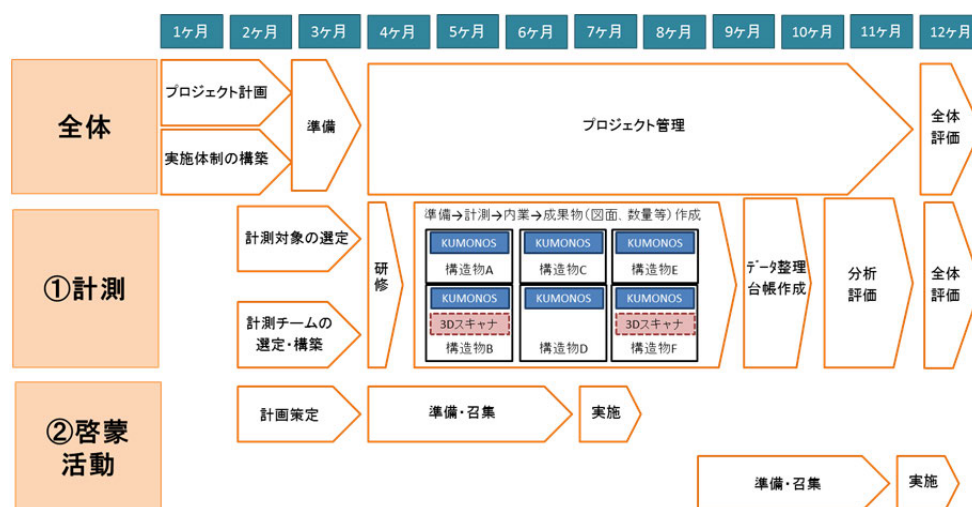 1ヶ月
2ヶ月
3ヶ月
4ヶ月
5ヶ月
6ヶ月
7ヶ月
8ヶ月
9ヶ月
10ヶ月
11ヶ月
12ヶ月
全体
プロジェクト計画
実施体制の構築
準備
プロジェクト管理
全体
評価
①計測
計測対象の選定
計測チームの
選定・構築
研
修
準備→計測→内業→成果物(図面、数量等)作成
KUMONOS
構造物A
KUMONOS
構造物C
KUMONOS
構造物E
KUMONOS
3Dスキャナ
構造物B
KUMONOS
構造物D
KUMONOS
3Dスキャナ
構造物F
データ整理
台帳作成
分析
評価
全体
評価
②啓蒙
活動
計画策定
準備・召集
実施
準備・召集
実施